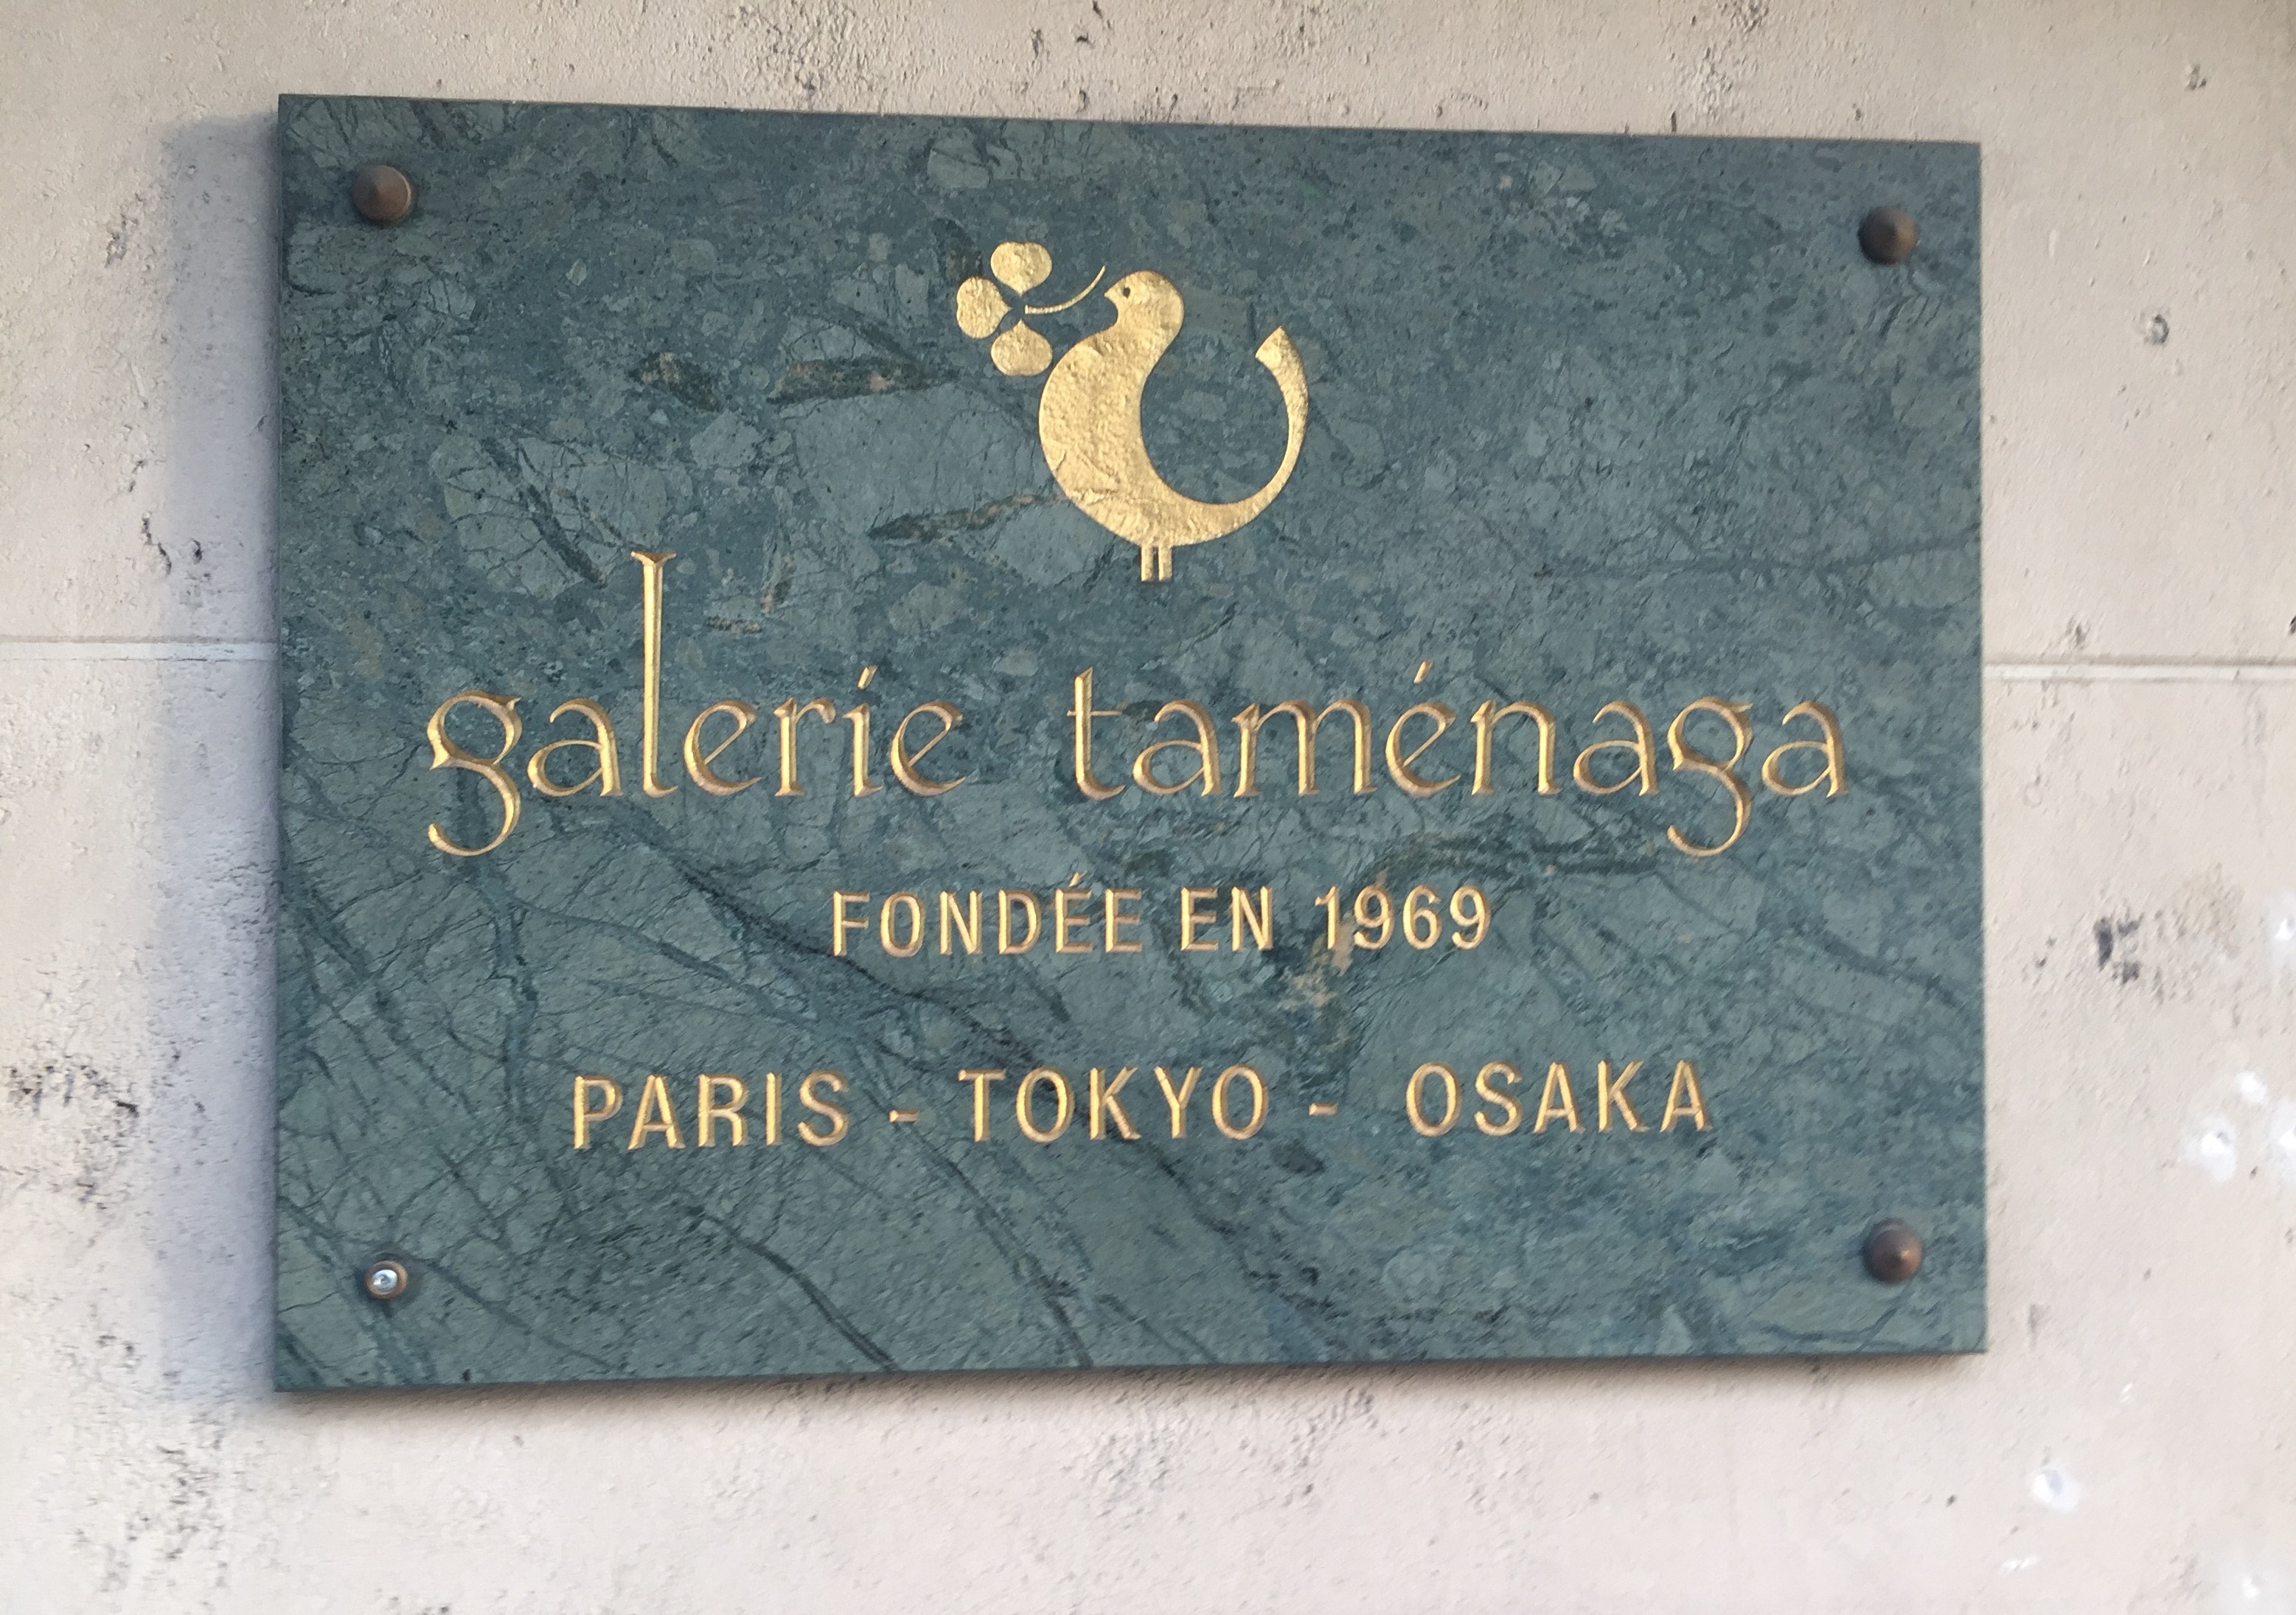 galerie taménaga
FONDÉE EN 1969
PARIS - TOKYO - OSAKA